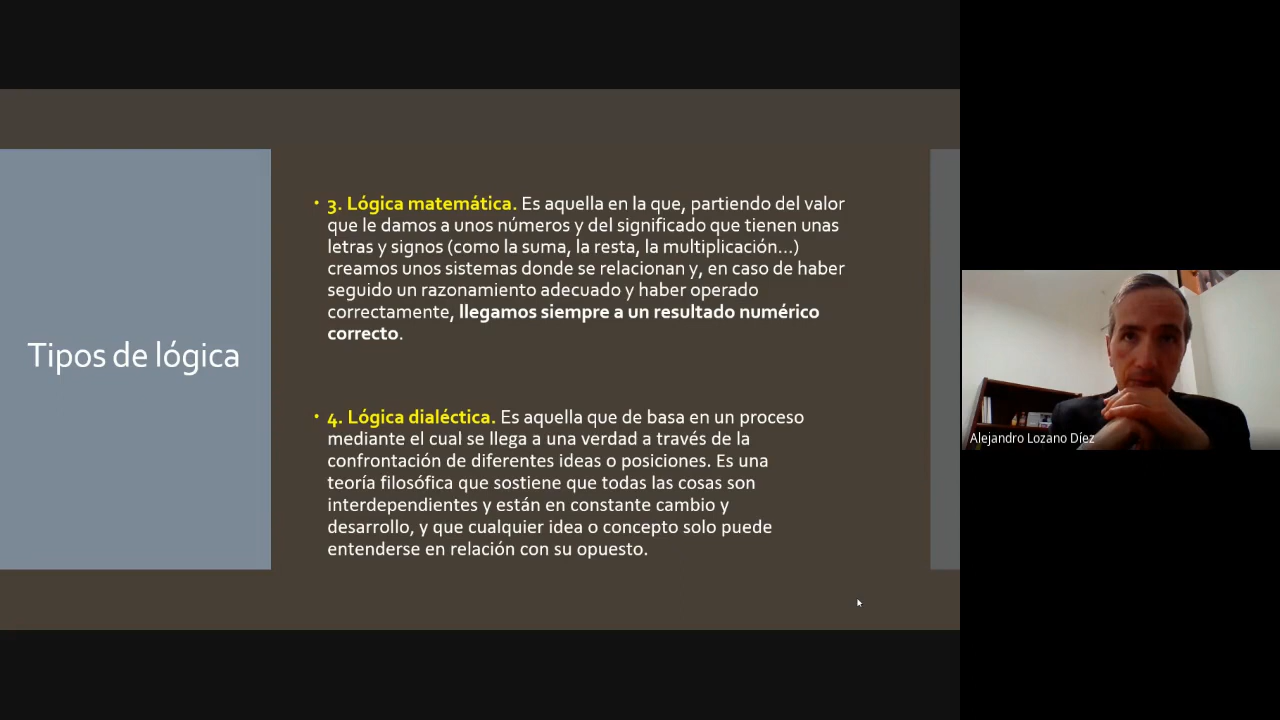 Tipos de lógica
• 3. Lógica matemática. Es aquella en la que, partiendo del valor
que le damos a unos números y del significado que tienen unas
letras y signos (como la suma, la resta, la multiplicación...)
creamos unos sistemas donde se relacionan y, en caso de haber
seguido un razonamiento adecuado y haber operado
correctamente, llegamos siempre a un resultado numérico
correcto.
• 4. Lógica dialéctica. Es aquella que de basa en un proceso
mediante el cual se llega a una verdad a través de la
confrontación de diferentes ideas o posiciones. Es una
teoría filosófica que sostiene que todas las cosas son
interdependientes y están en constante cambio y
desarrollo, y que cualquier idea o concepto solo puede
entenderse en relación con su opuesto.
Alejandro Lozano Díez